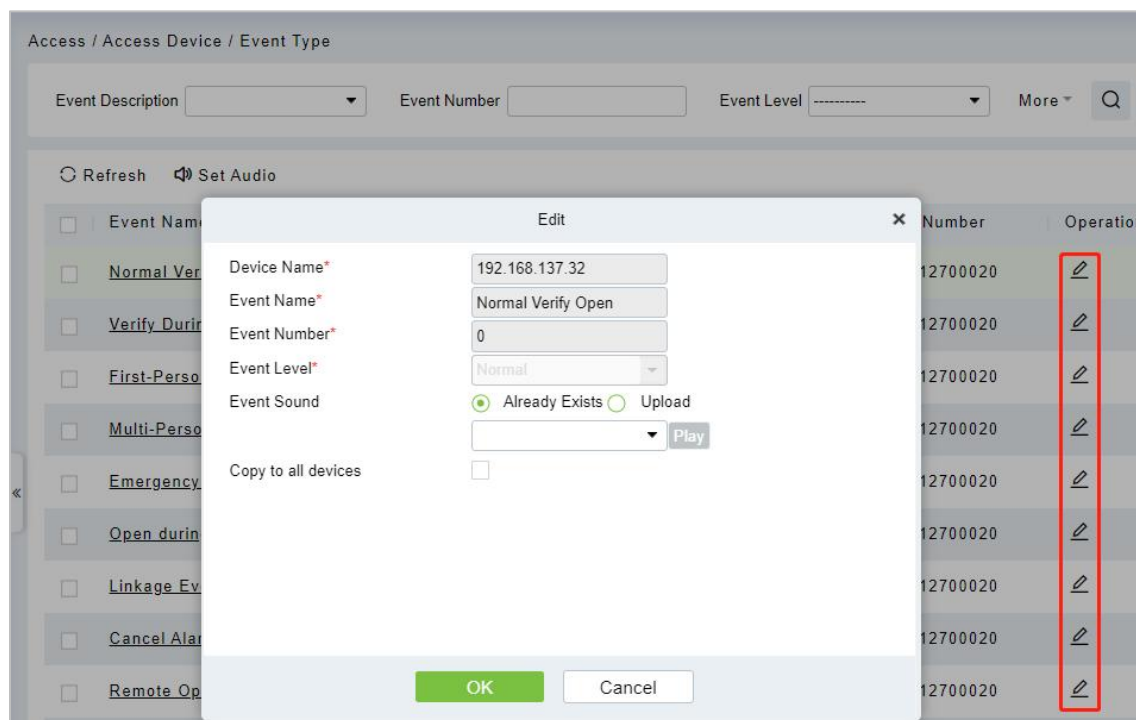 Access / Access Device / Event Type
Event Description Event Number Event Level ---------- More
Refresh Set Audio
Event Nam Edit × Number Operatio
Device Name* 192.168.137.32
Normal Ver 12700020
Event Name* Normal Verify Open
Event Number* 0
Verify Durin 12700020
Event Level* Normal
First-Perso 12700020
Event Sound Already Exists Upload
Multi-Perso Play 12700020
Copy to all devices
Emergency 12700020
«
Open durin 12700020
Linkage Ev 12700020
Cancel Alar 12700020
OK Cancel
Remote Op 12700020